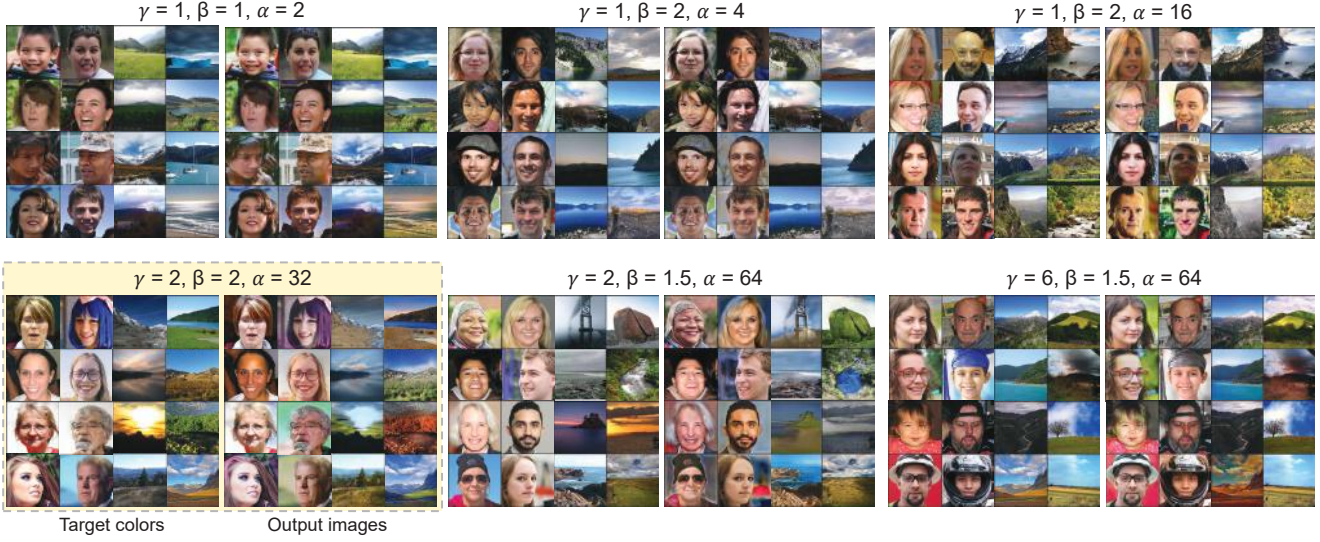 γ = 1, β = 1, α = 2
γ = 1, β = 2, α = 4
γ = 1, β = 2, α = 16
γ = 2, β = 2, α = 32
γ = 2, β = 1.5, α = 64
γ = 6, β = 1.5, α = 64
Target colors
Output images